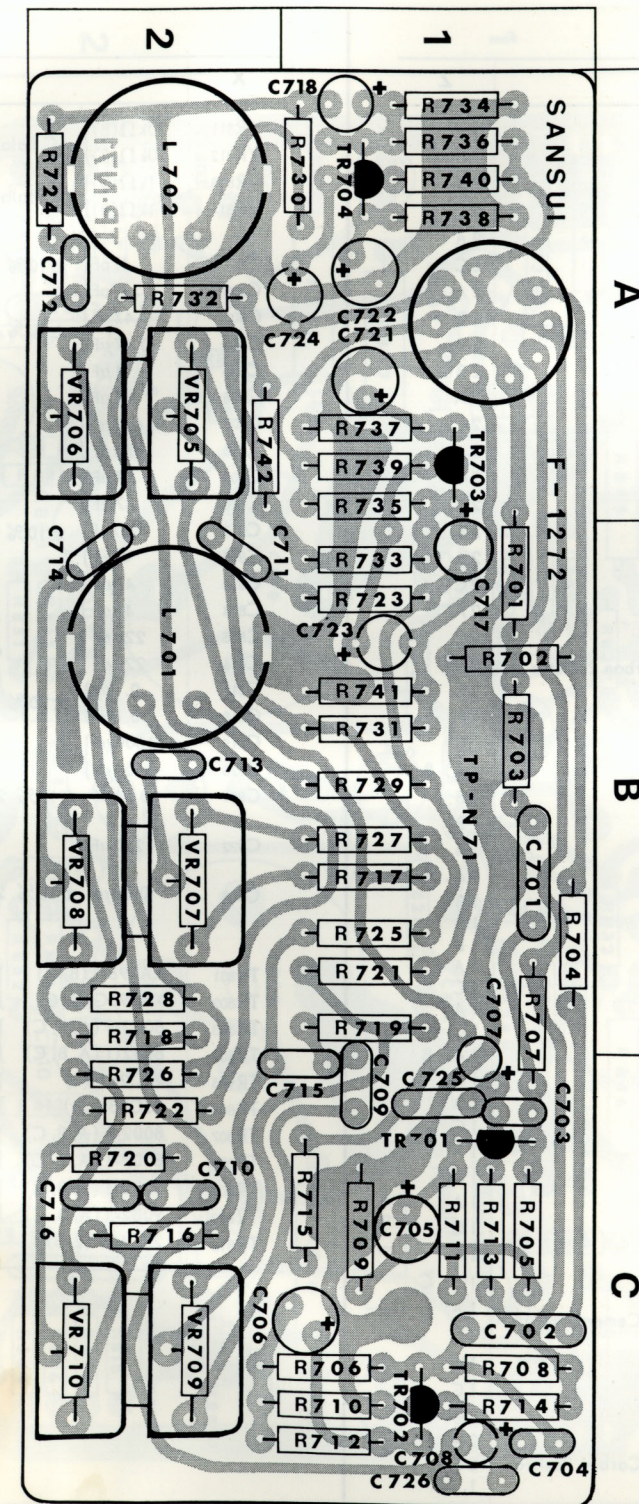 2
1
C718
R734
SANSUI
R724
TP-N71
L702
R730
TR704
R736
R740
R738
C712
R732
C724
C722
C721
A
VR706
VR705
R742
R737
R739
TR703
R735
F-1272
C714
C711
R733
C717
R701
R723
L701
C723
R702
R741
R731
R703
C713
R729
TP-N71
B
R727
VR708
VR707
R717
C701
R725
R704
R721
R728
R718
R719
C707
R707
R726
C715
C709
C725
C703
R722
TR701
R720
C710
C716
R715
R709
C705
R711
R713
R705
R716
C
C706
C702
VR710
VR709
R706
TR702
R708
R710
R714
R712
C708
C704
C726